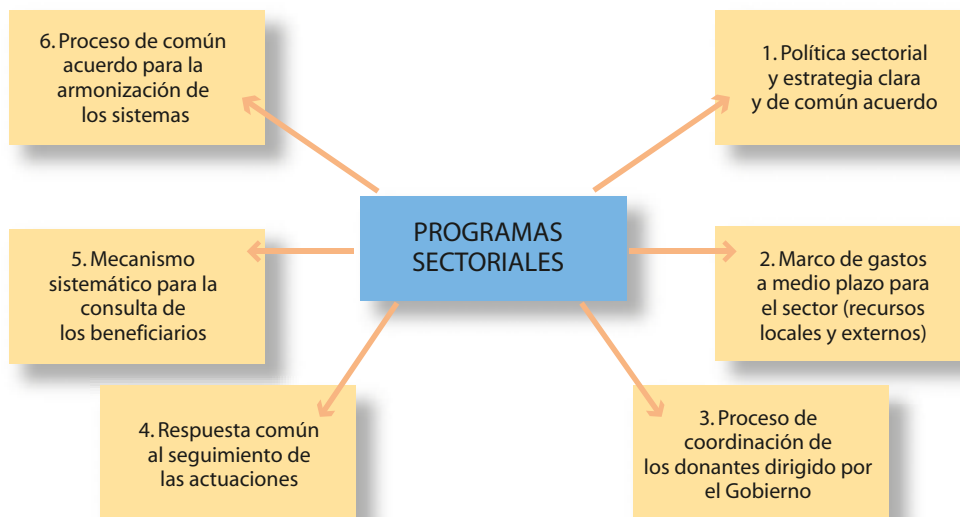 6. Proceso de común
acuerdo para la
armonización de
los sistemas
1. Política sectorial
y estrategia clara
y de común acuerdo
PROGRAMAS
SECTORIALES
5. Mecanismo
sistemático para la
consulta de
los beneficiarios
2. Marco de gastos
a medio plazo para
el sector (recursos
locales y externos)
4. Respuesta común
al seguimiento de
las actuaciones
3. Proceso de
coordinación de
los donantes dirigido por
el Gobierno